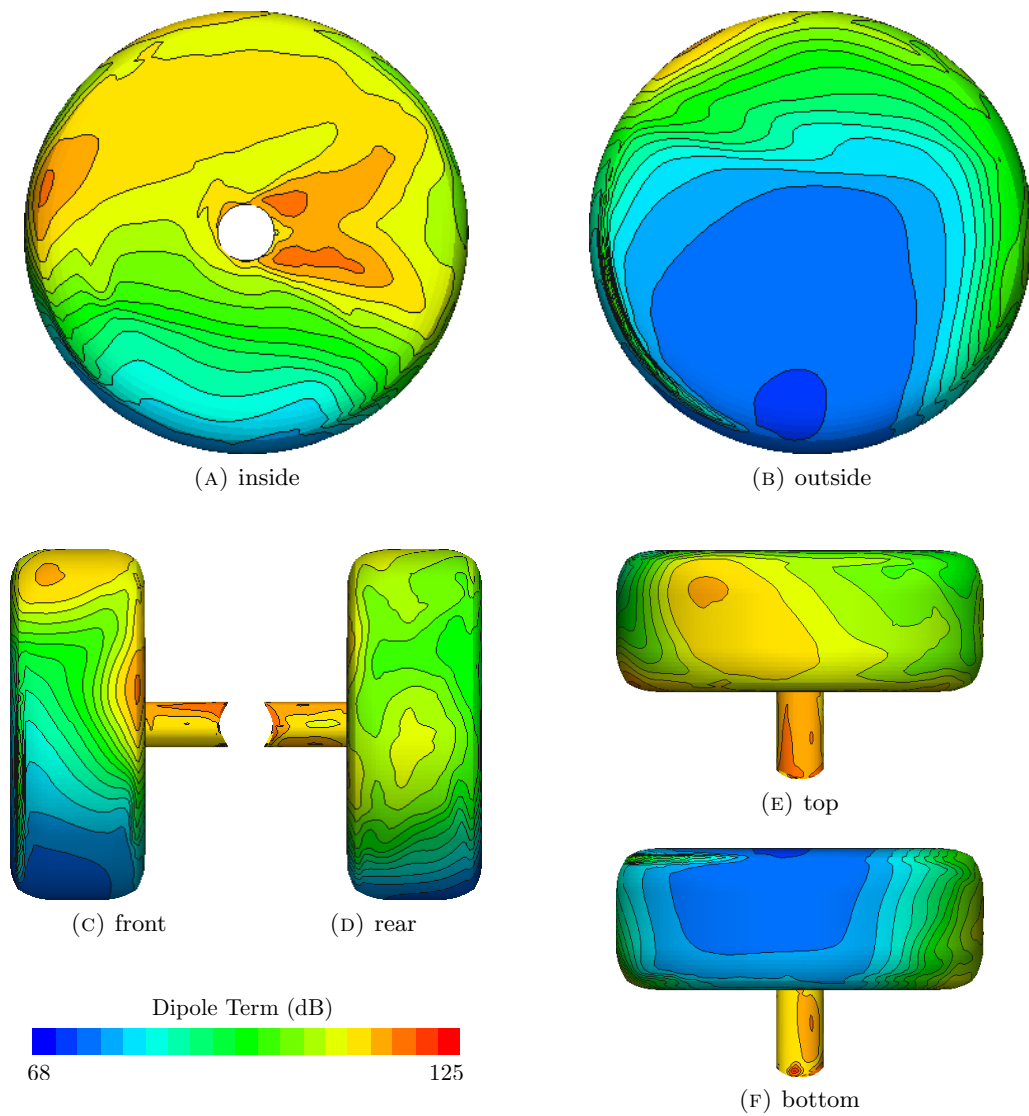 (A) inside
(B) outside
(C) front
(D) rear
(E) top
(F) bottom
Dipole Term (dB)
68 125